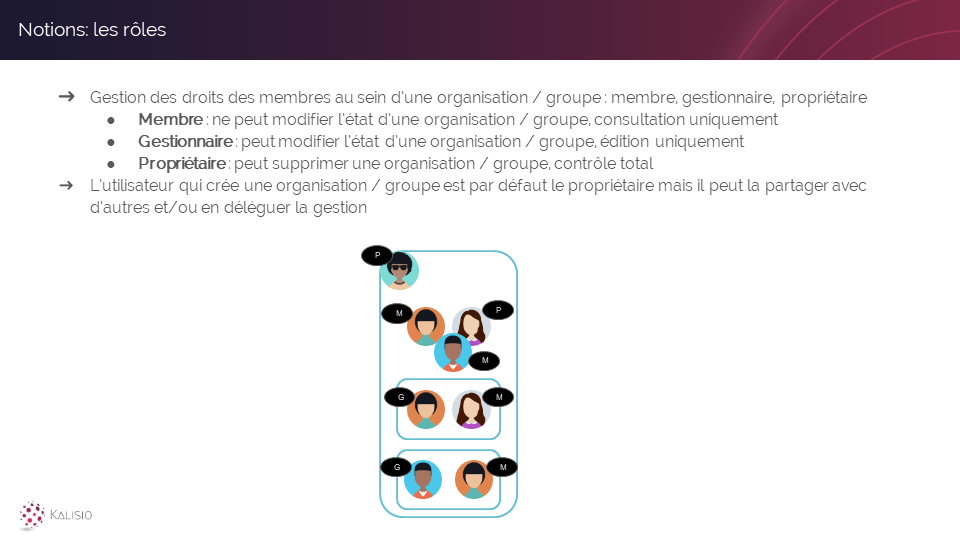 Notions: les rôles
➔ Gestion des droits des membres au sein d'une organisation / groupe : membre, gestionnaire, propriétaire
● Membre : ne peut modifier l'état d'une organisation / groupe, consultation uniquement
● Gestionnaire : peut modifier l'état d'une organisation / groupe, édition uniquement
● Propriétaire : peut supprimer une organisation / groupe, contrôle total
➔ L'utilisateur qui crée une organisation / groupe est par défaut le propriétaire mais il peut la partager avec
d'autres et/ou en déléguer la gestion
P
M
P
M
G
M
G
M
KALISIO